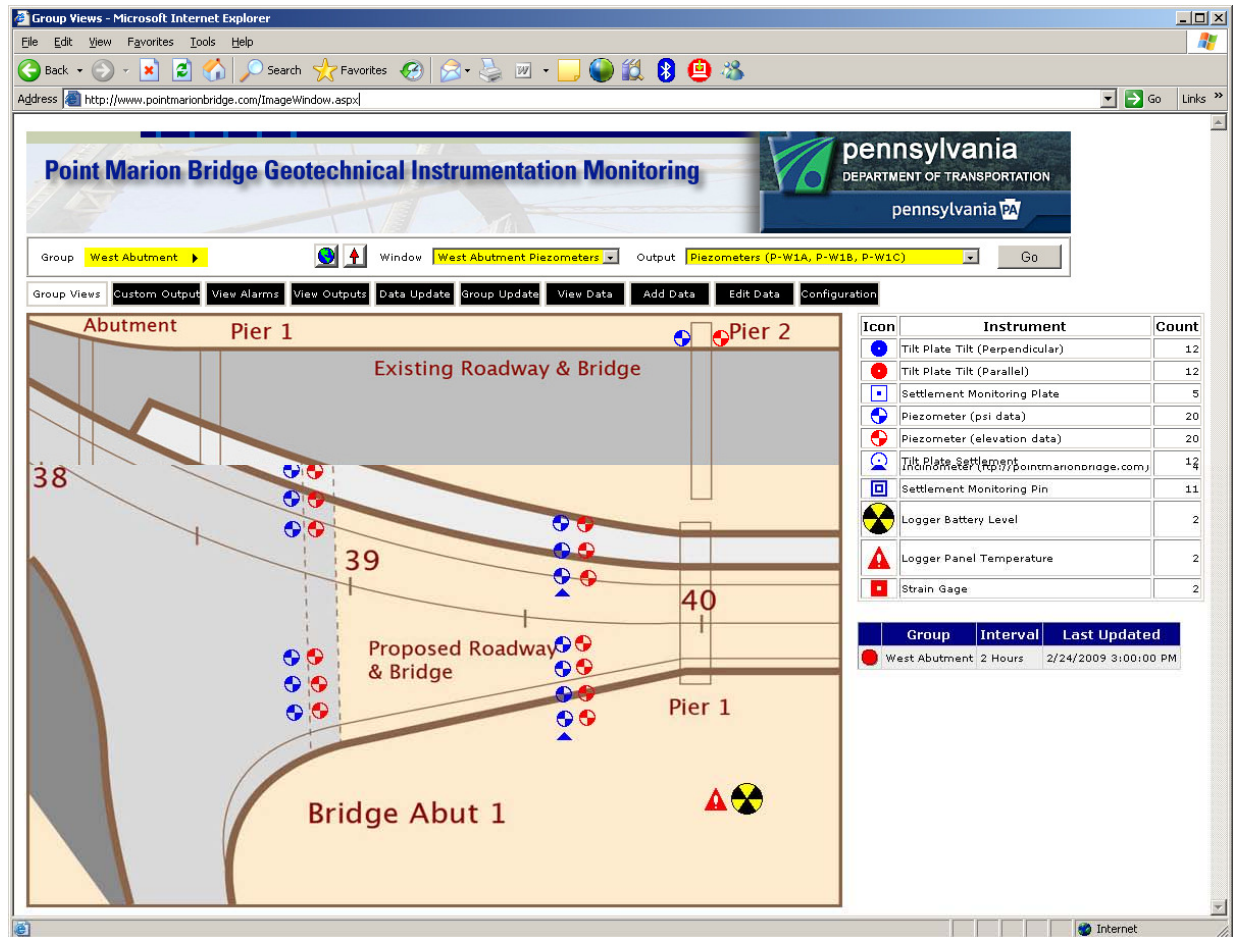 Group Views - Microsoft Internet Explorer
File Edit View Favorites Tools Help
Back Search Favorites
Address http://www.pointmarionbridge.com/ImageWindow.aspx Go Links »
Point Marion Bridge Geotechnical Instrumentation Monitoring
pennsylvania
DEPARTMENT OF TRANSPORTATION
pennsylvania PA
Group West Abutment Window West Abutment Piezometers Output Piezometers (P-W1A, P-W1B, P-W1C) Go
Group Views Custom Output View Alarms View Outputs Data Update Group Update View Data Add Data Edit Data Configuration
Abutment Pier 1 Pier 2
Existing Roadway & Bridge
38
39
40
Proposed Roadway
& Bridge
Pier 1
Bridge Abut 1
Icon Instrument Count
Tilt Plate Tilt (Perpendicular) 12
Tilt Plate Tilt (Parallel) 12
Settlement Monitoring Plate 5
Piezometer (psi data) 20
Piezometer (elevation data) 20
Tilt Plate Settlement 12
Inclinometer (ftp://pointmarionbridge.com) 4
Settlement Monitoring Pin 11
Logger Battery Level 2
Logger Panel Temperature 2
Strain Gage 2
Group Interval Last Updated
West Abutment 2 Hours 2/24/2009 3:00:00 PM
Internet